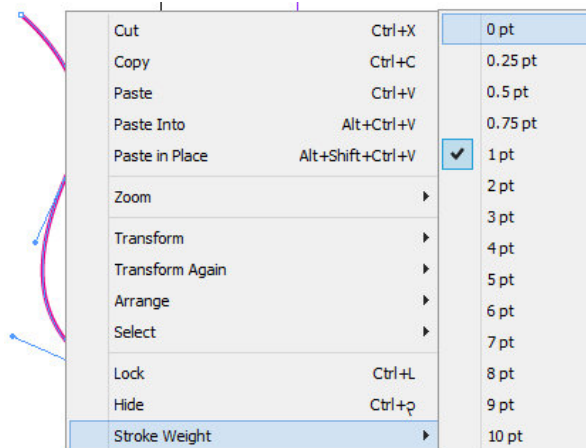 Cut Ctrl+X
Copy Ctrl+C
Paste Ctrl+V
Paste Into Alt+Ctrl+V
Paste in Place Alt+Shift+Ctrl+V
Zoom
Transform
Transform Again
Arrange
Select
Lock Ctrl+L
Hide Ctrl+כ
Stroke Weight
0 pt
0.25 pt
0.5 pt
0.75 pt
1 pt
2 pt
3 pt
4 pt
5 pt
6 pt
7 pt
8 pt
9 pt
10 pt